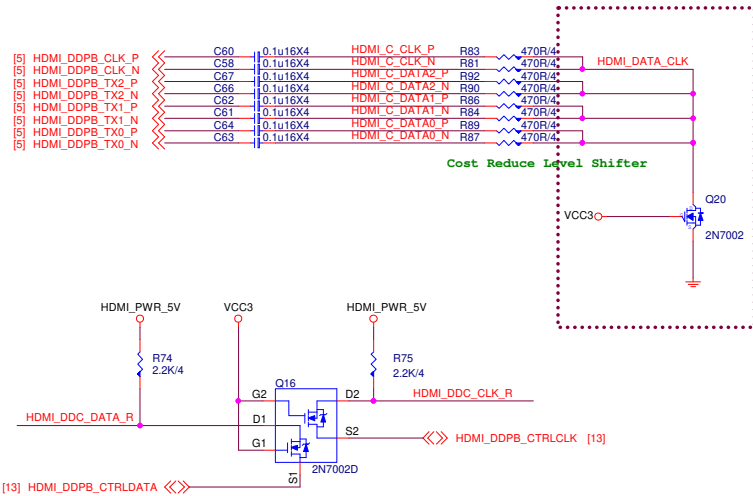 [5] HDMI_DDPB_CLK_P C60 0.1u16X4 HDMI_C_CLK_P R83 470R/4
[5] HDMI_DDPB_CLK_N C58 0.1u16X4 HDMI_C_CLK_N R81 470R/4 HDMI_DATA_CLK
[5] HDMI_DDPB_TX2_P C67 0.1u16X4 HDMI_C_DATA2_P R92 470R/4
[5] HDMI_DDPB_TX2_N C66 0.1u16X4 HDMI_C_DATA2_N R90 470R/4
[5] HDMI_DDPB_TX1_P C62 0.1u16X4 HDMI_C_DATA1_P R86 470R/4
[5] HDMI_DDPB_TX1_N C61 0.1u16X4 HDMI_C_DATA1_N R84 470R/4
[5] HDMI_DDPB_TX0_P C64 0.1u16X4 HDMI_C_DATA0_P R89 470R/4
[5] HDMI_DDPB_TX0_N C63 0.1u16X4 HDMI_C_DATA0_N R87 470R/4
Cost Reduce Level Shifter
Q20
VCC3
2N7002
HDMI_PWR_5V VCC3 HDMI_PWR_5V
R74 R75
2.2K/4 2.2K/4
Q16
G2 D2 HDMI_DDC_CLK_R
HDMI_DDC_DATA_R D1
S2 HDMI_DDPB_CTRLCLK [13]
G1
2N7002D
S1
[13] HDMI_DDPB_CTRLDATA